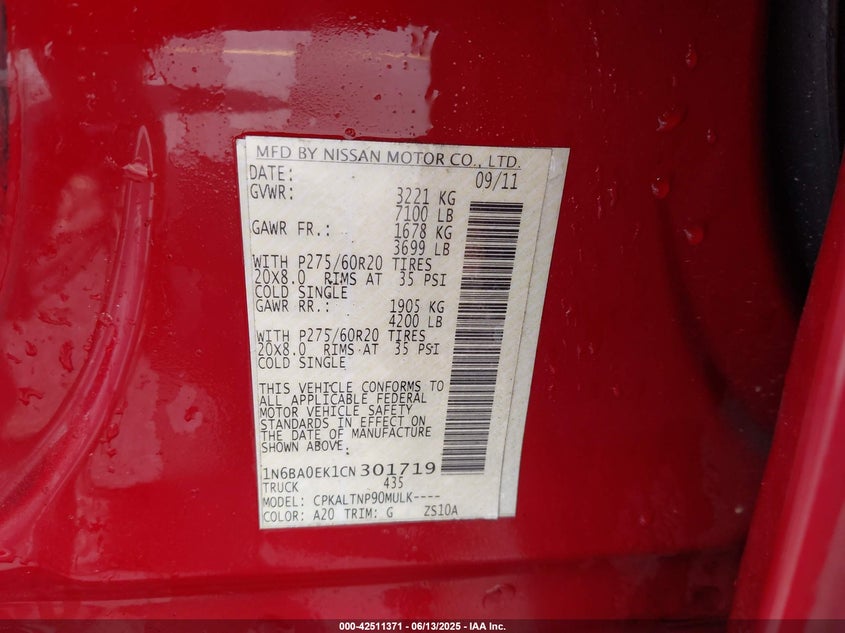 MFD BY NISSAN MOTOR CO., LTD.
DATE: 09/11
GVWR: 3221 KG
7100 LB
GAWR FR.: 1678 KG
3699 LB
WITH P275/60R20 TIRES
20X8.0 RIMS AT 35 PSI
COLD SINGLE
GAWR RR.: 1905 KG
4200 LB
WITH P275/60R20 TIRES
20X8.0 RIMS AT 35 PSI
COLD SINGLE
THIS VEHICLE CONFORMS TO
ALL APPLICABLE FEDERAL
MOTOR VEHICLE SAFETY
STANDARDS IN EFFECT ON
THE DATE OF MANUFACTURE
SHOWN ABOVE.
1N6BA0EK1CN 301719
TRUCK 435
MODEL: CPKALTNP90MULK----
COLOR: A20 TRIM: G ZS10A
000-42511371 | 06/13/2025 - IAA Inc.